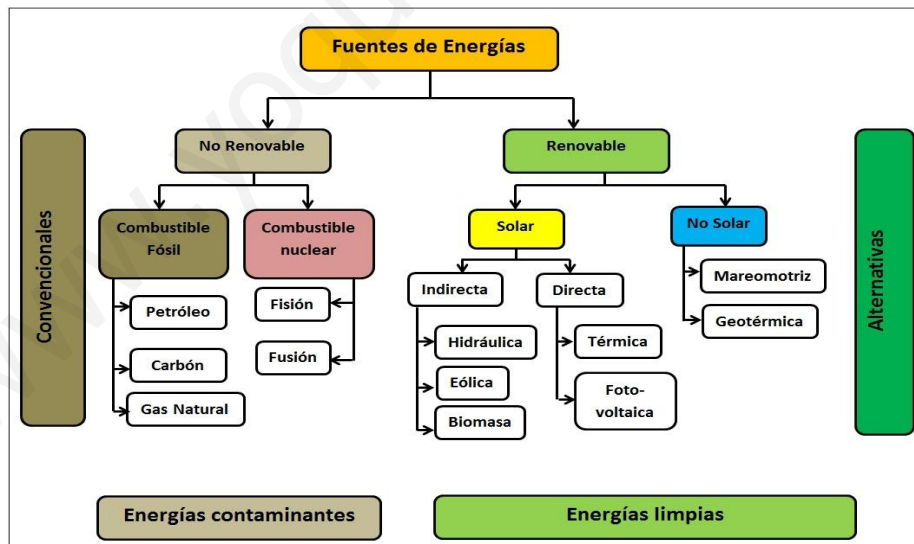 Fuentes de Energías
No Renovable
Renovable
Convencionales
Combustible
Fósil
Combustible
nuclear
Solar
No Solar
Alternativas
Indirecta
Directa
Mareomotriz
Petróleo
Fisión
Geotérmica
Hidráulica
Térmica
Carbón
Fusión
Eólica
Foto-
voltaica
Gas Natural
Biomasa
Energías contaminantes
Energías limpias